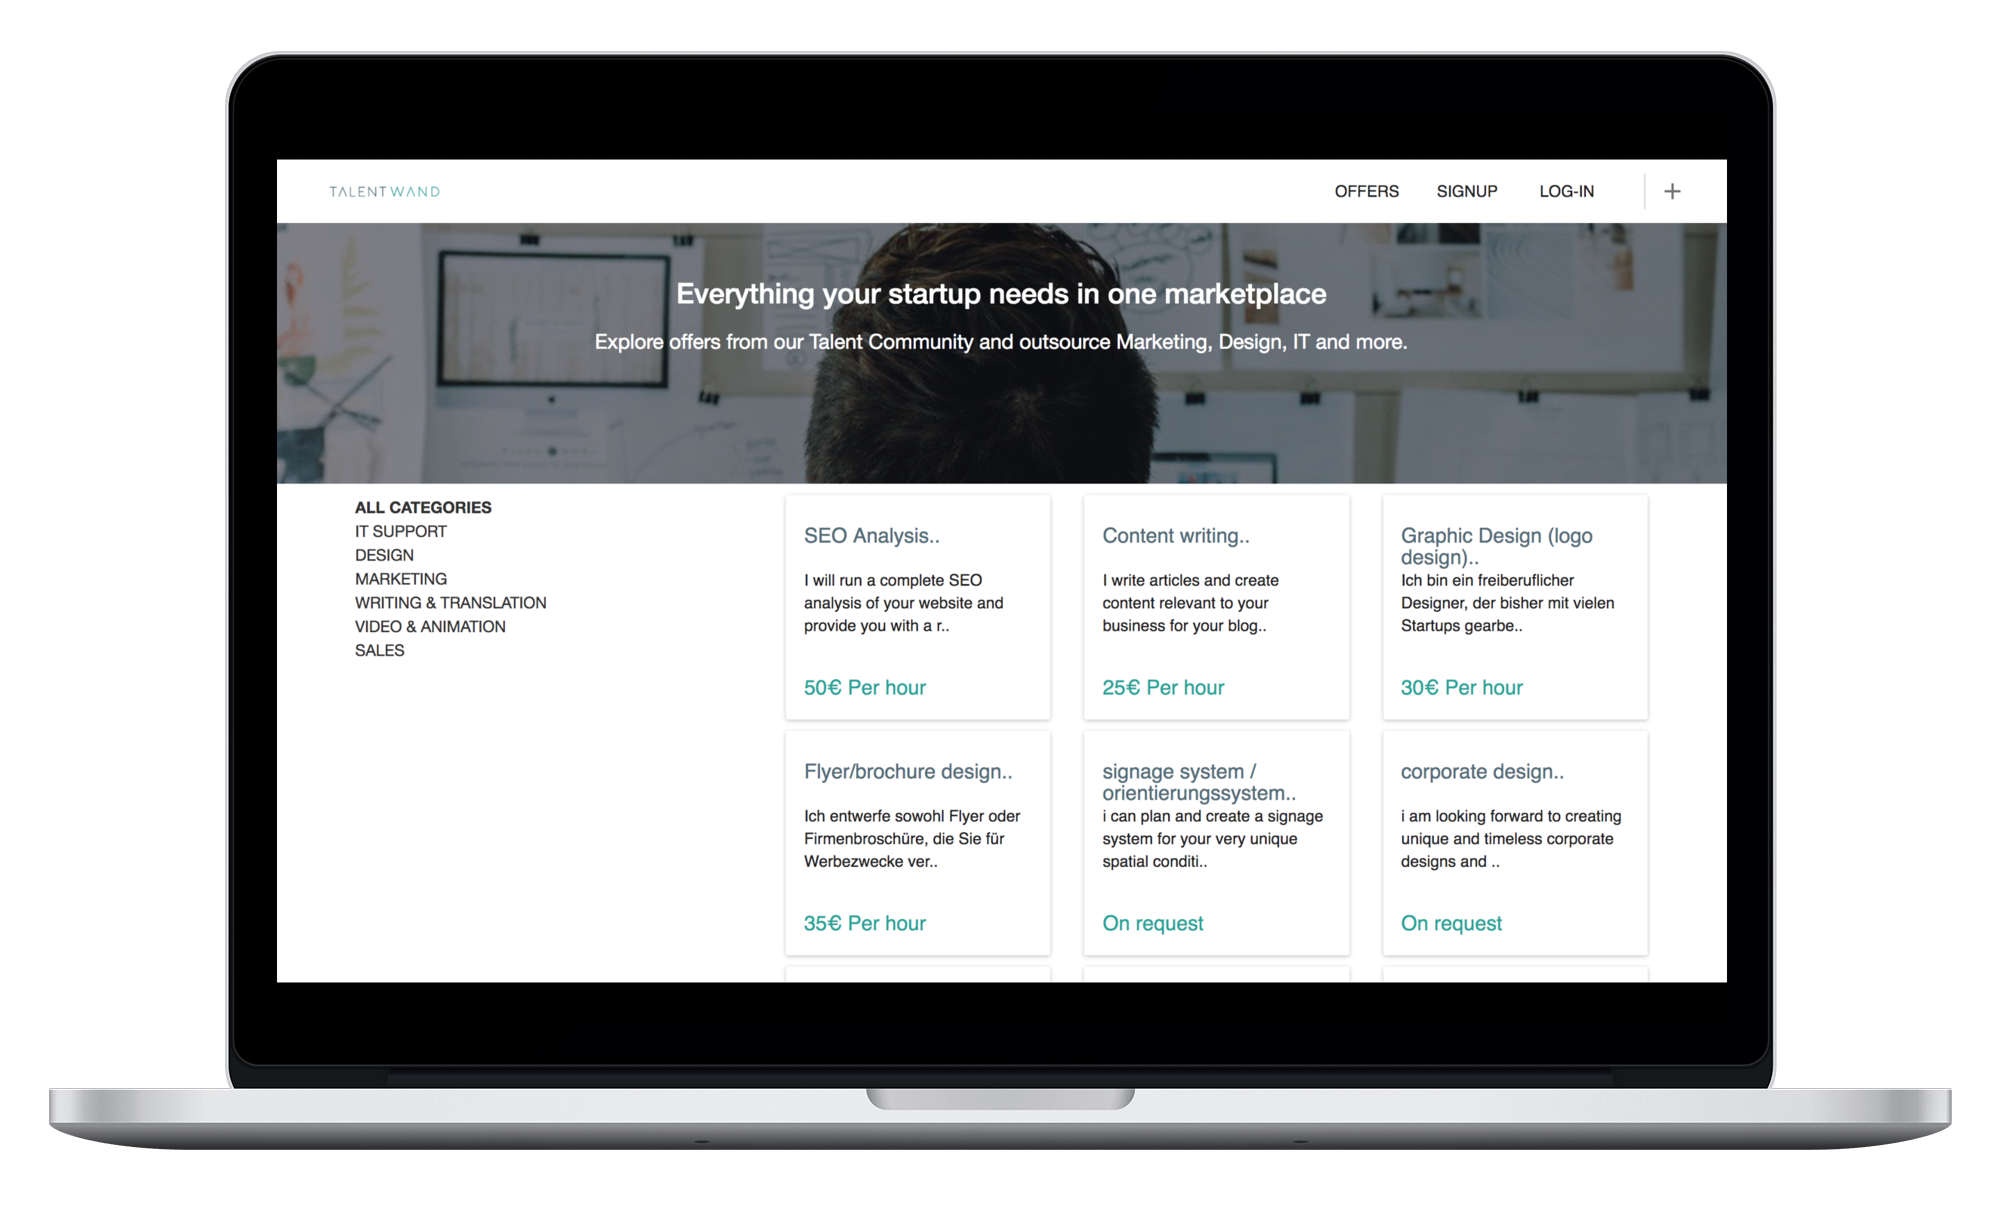 TALENTWAND
OFFERS
SIGNUP
LOG-IN
+
Everything your startup needs in one marketplace
Explore offers from our Talent Community and outsource Marketing, Design, IT and more.
ALL CATEGORIES
IT SUPPORT
DESIGN
MARKETING
WRITING & TRANSLATION
VIDEO & ANIMATION
SALES
SEO Analysis..
I will run a complete SEO
analysis of your website and
provide you with a r..
50€ Per hour
Content writing..
I write articles and create
content relevant to your
business for your blog..
25€ Per hour
Graphic Design (logo
design)..
Ich bin ein freiberuflicher
Designer, der bisher mit vielen
Startups gearbe..
30€ Per hour
Flyer/brochure design..
Ich entwerfe sowohl Flyer oder
Firmenbroschüre, die Sie für
Werbezwecke ver..
35€ Per hour
signage system /
orientierungssystem..
i can plan and create a signage
system for your very unique
spatial conditi..
On request
corporate design..
i am looking forward to creating
unique and timeless corporate
designs and ..
On request